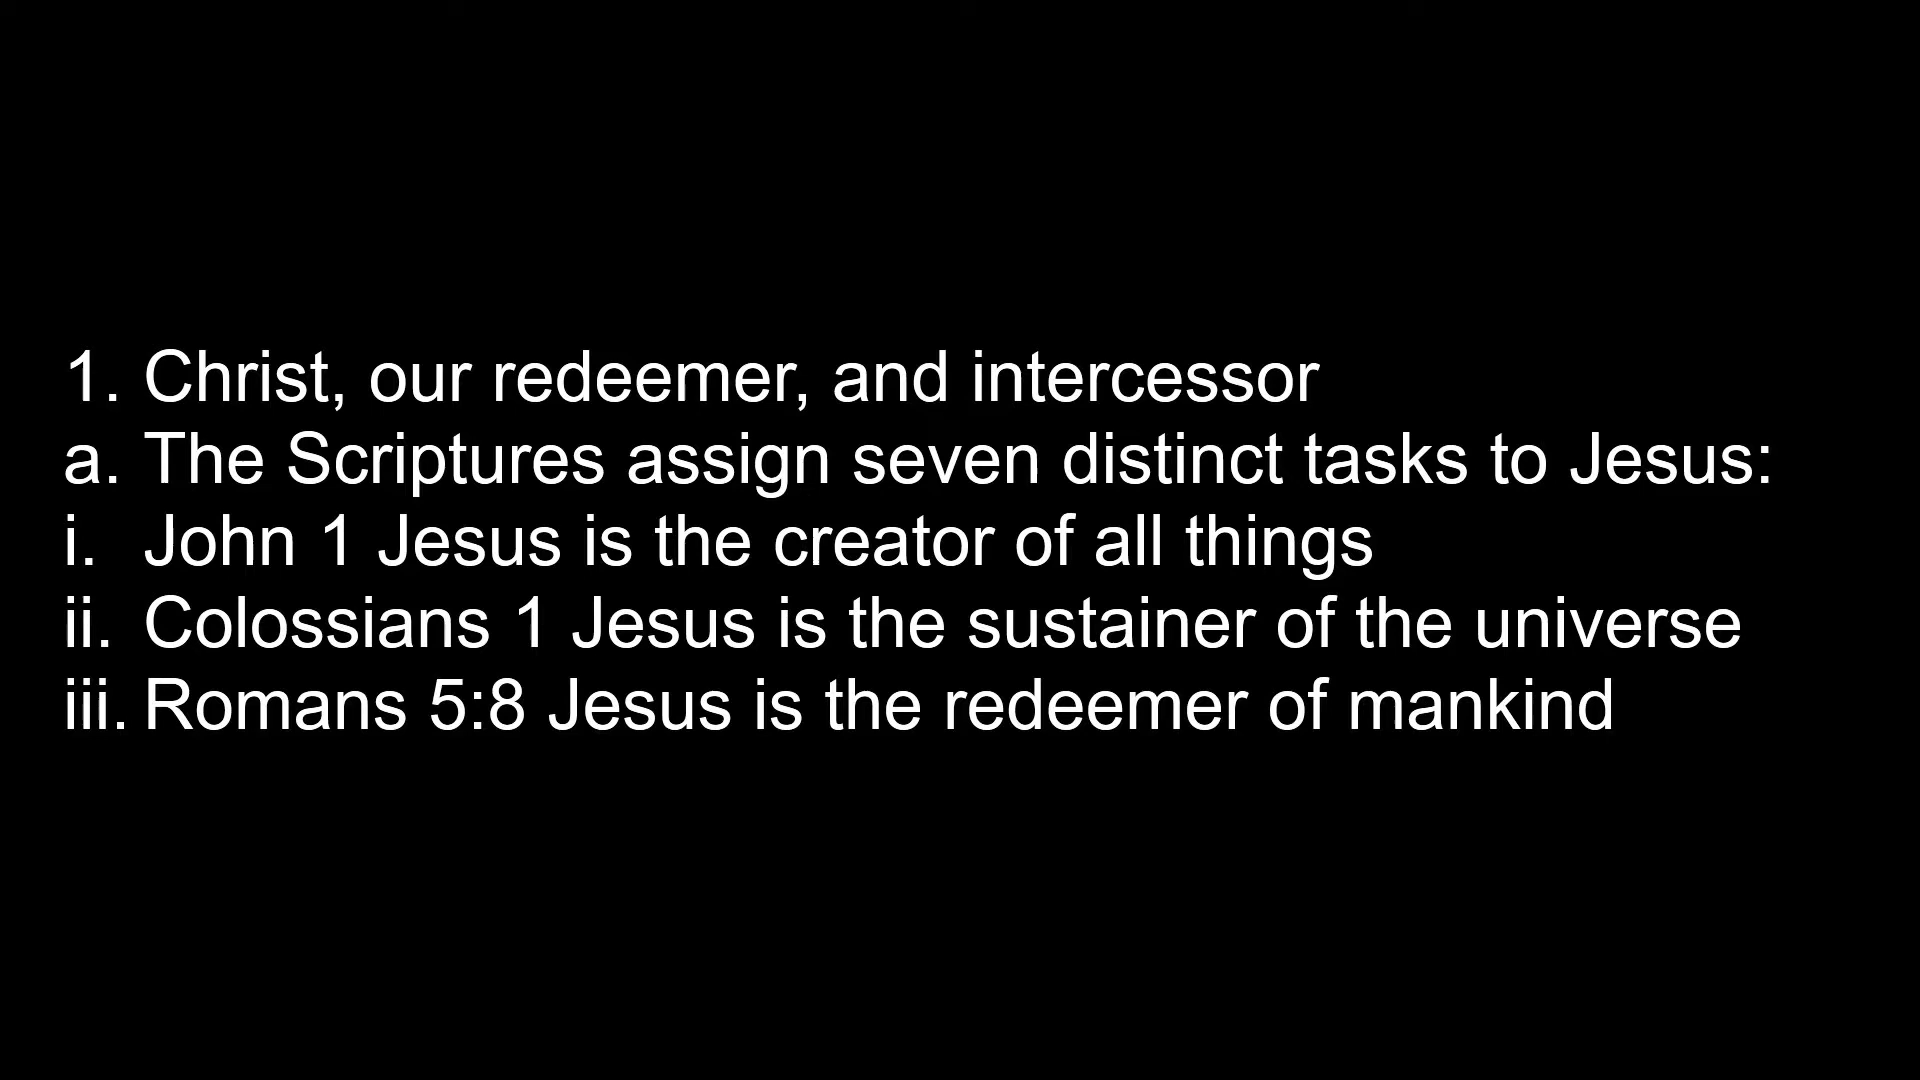 1. Christ, our redeemer, and intercessor
a. The Scriptures assign seven distinct tasks to Jesus:
i. John 1 Jesus is the creator of all things
ii. Colossians 1 Jesus is the sustainer of the universe
iii. Romans 5:8 Jesus is the redeemer of mankind